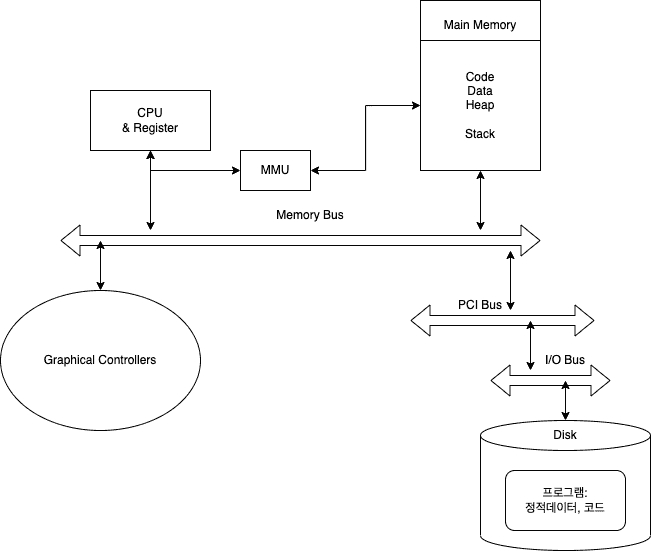 Main Memory
Code
Data
Heap
Stack
CPU
& Register
MMU
Memory Bus
PCI Bus
Graphical Controllers
I/O Bus
Disk
프로그램:
정적데이터, 코드